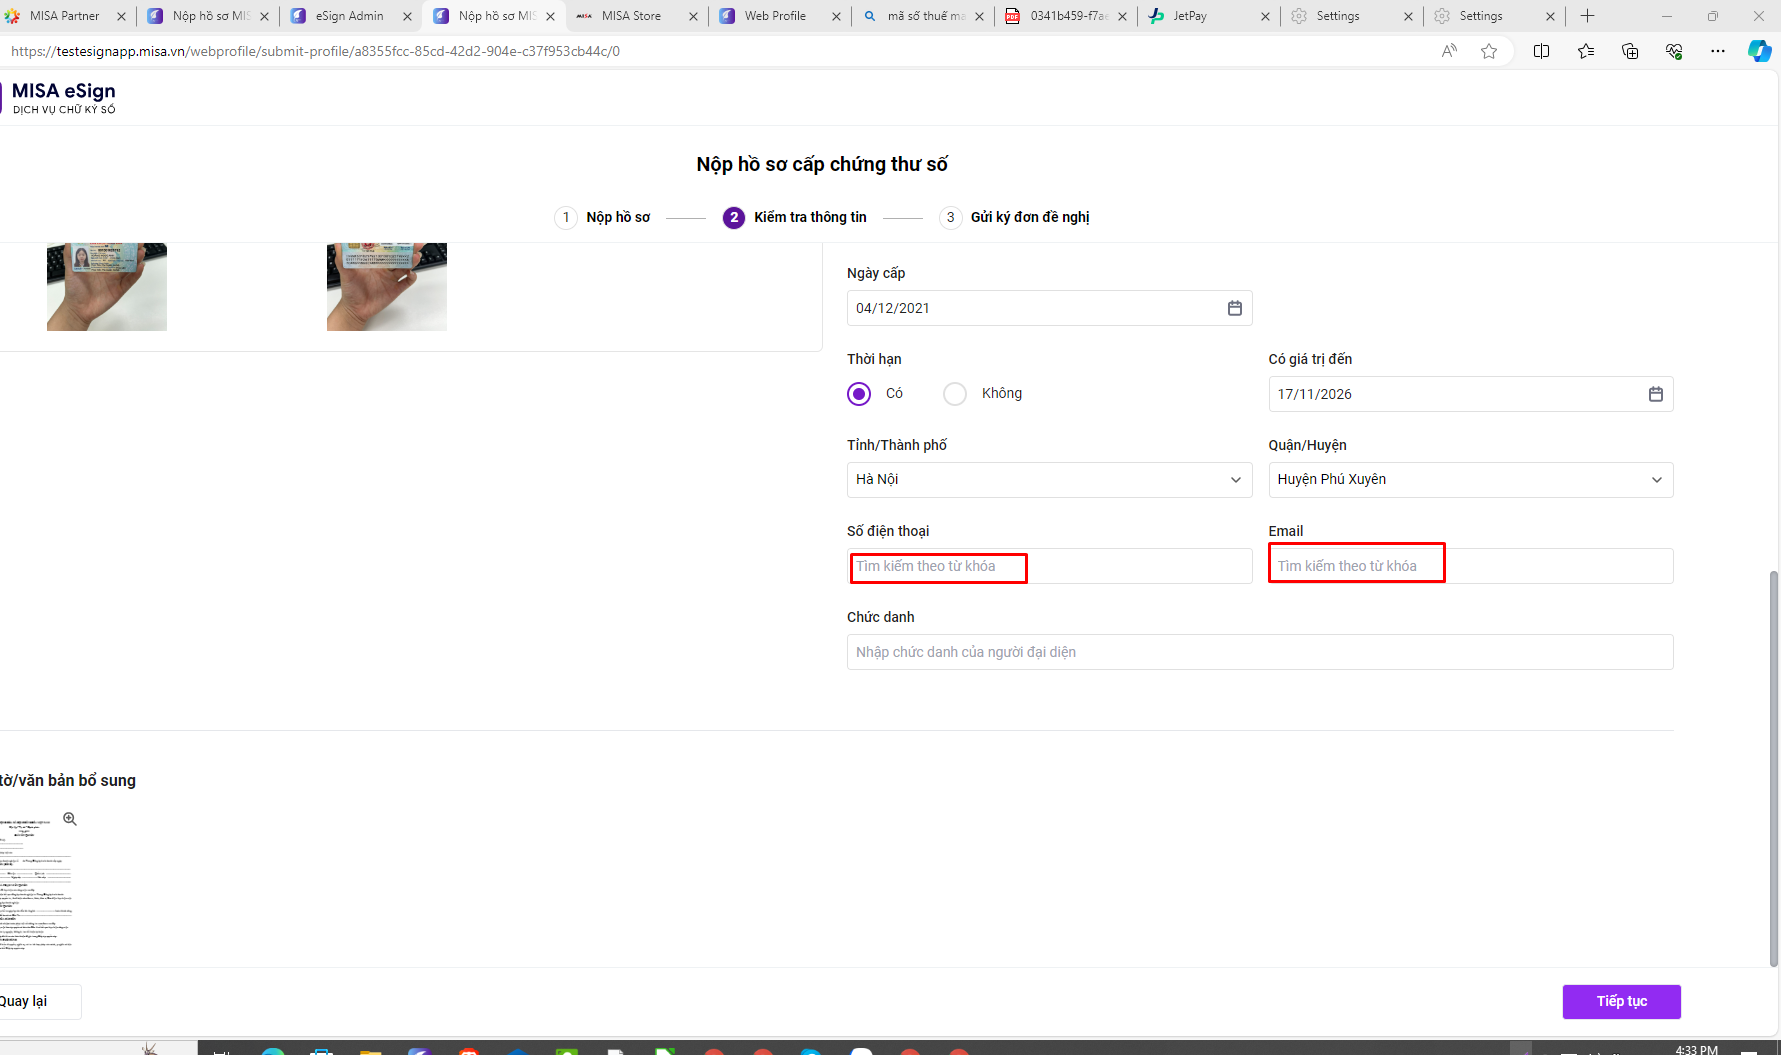 MISA Partner
Nộp hồ sơ MIS
eSign Admin
Nộp hồ sơ MIS
MISA
MISA Store
Web Profile
mã số thuế ma
PDF
0341b459-f7a
JetPay
Settings
Settings
https://testesignapp.misa.vn/webprofile/submit-profile/a8355fcc-85cd-42d2-904e-c37f953cb44c/0
MISA eSign
DỊCH VỤ CHỮ KÝ SỐ
Nộp hồ sơ cấp chứng thư số
1 Nộp hồ sơ
2 Kiểm tra thông tin
3 Gửi ký đơn đề nghị
Ngày cấp
04/12/2021
Thời hạn
Có
Không
Có giá trị đến
17/11/2026
Tỉnh/Thành phố
Hà Nội
Quận/Huyện
Huyện Phú Xuyên
Số điện thoại
Tìm kiếm theo từ khóa
Email
Tìm kiếm theo từ khóa
Chức danh
Nhập chức danh của người đại diện
tờ/văn bản bổ sung
Quay lại
Tiếp tục
4:33 PM